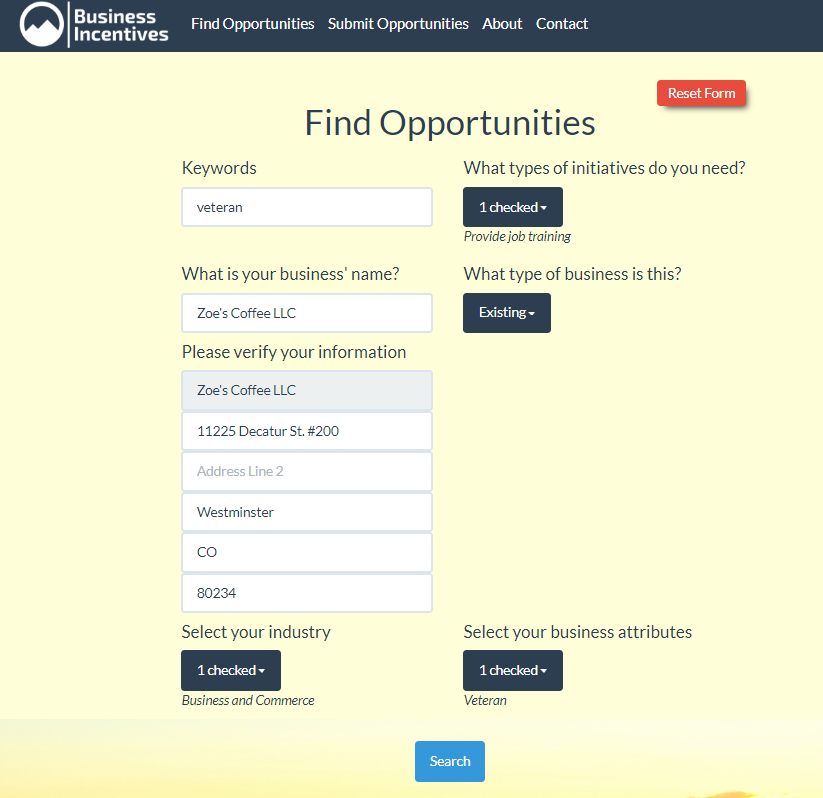 Business
Incentives
Find Opportunities Submit Opportunities About Contact
Reset Form
Find Opportunities
Keywords
What types of initiatives do you need?
veteran
1 checked
Provide job training
What is your business' name?
What type of business is this?
Zoe's Coffee LLC
Existing
Please verify your information
Zoe's Coffee LLC
11225 Decatur St. #200
Address Line 2
Westminster
CO
80234
Select your industry
Select your business attributes
1 checked
1 checked
Business and Commerce
Veteran
Search